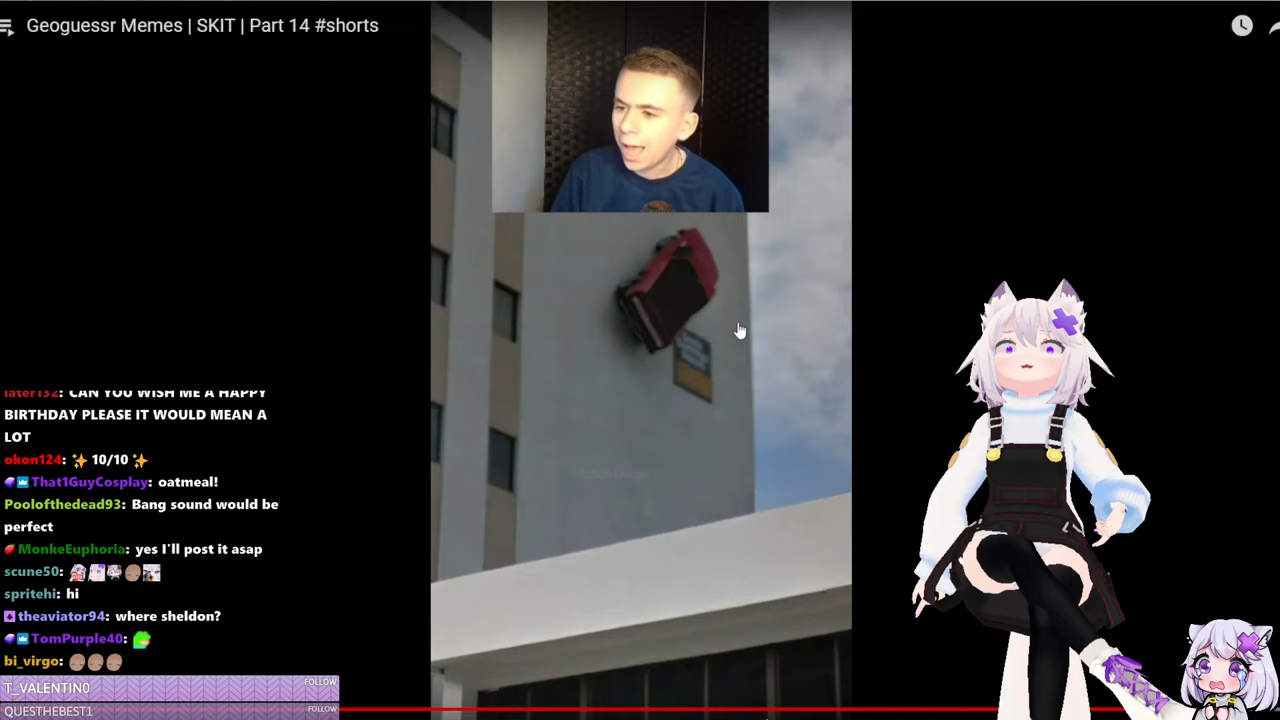 Geoguessr Memes | SKIT | Part 14 #shorts
later132: CAN YOU WISH ME A HAPPY
BIRTHDAY PLEASE IT WOULD MEAN A
LOT
okon124: ✨ 10/10 ✨
That1GuyCosplay: oatmeal!
Poolofthedead93: Bang sound would be
perfect
MonkeEuphoria: yes I'll post it asap
scune50:
spritehi: hi
theaviator94: where sheldon?
TomPurple40:
bi_virgo:
T_VALENTIN0 FOLLOW
QUESTHEBEST1 FOLLOW